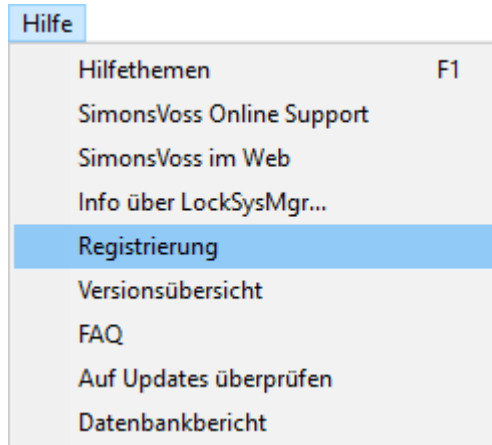 Hilfe
Hilfethemen F1
SimonsVoss Online Support
SimonsVoss im Web
Info über LockSysMgr...
Registrierung
Versionsübersicht
FAQ
Auf Updates überprüfen
Datenbankbericht